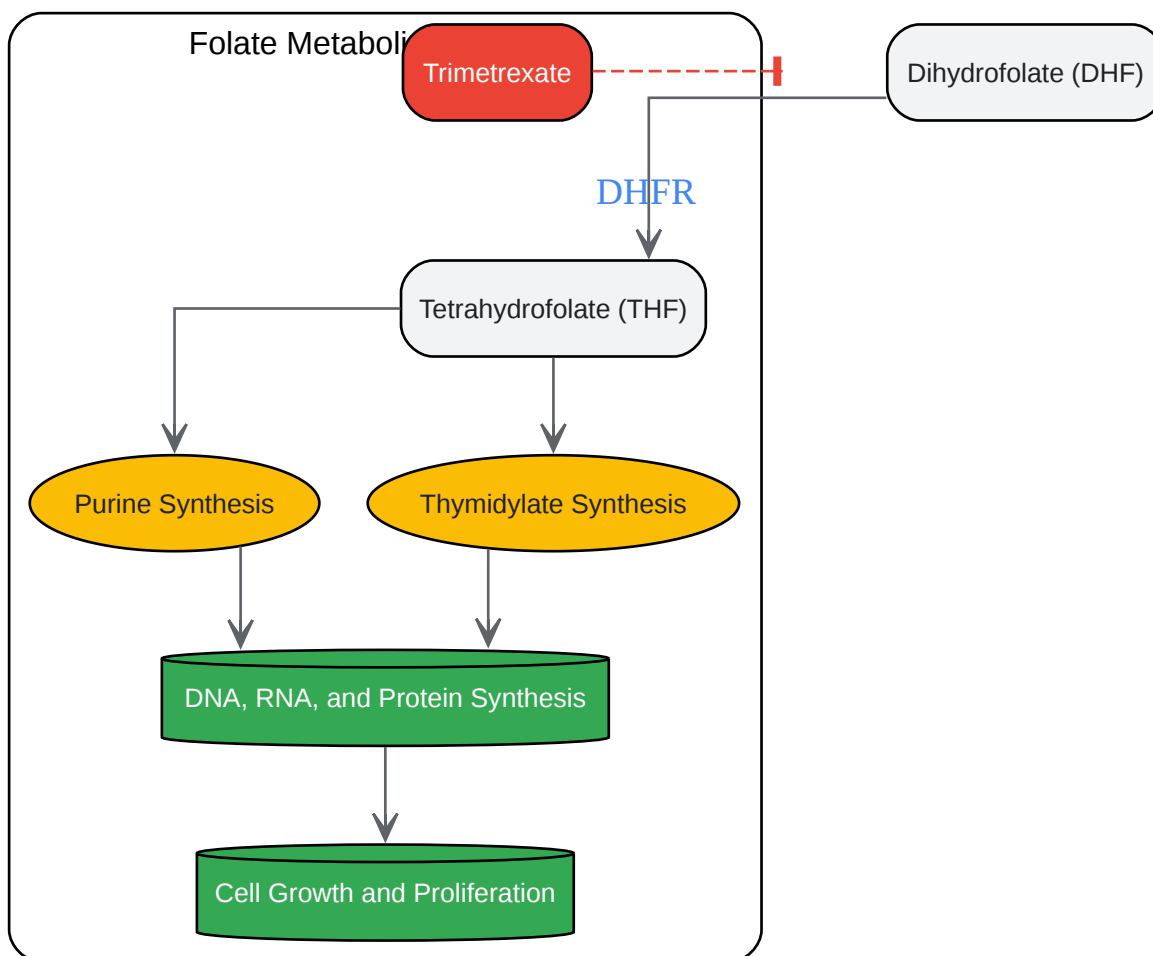 Folate Metaboli
Trimetrexate
Dihydrofolate (DHF)
DHFR
Tetrahydrofolate (THF)
Purine Synthesis
Thymidylate Synthesis
DNA, RNA, and Protein Synthesis
Cell Growth and Proliferation